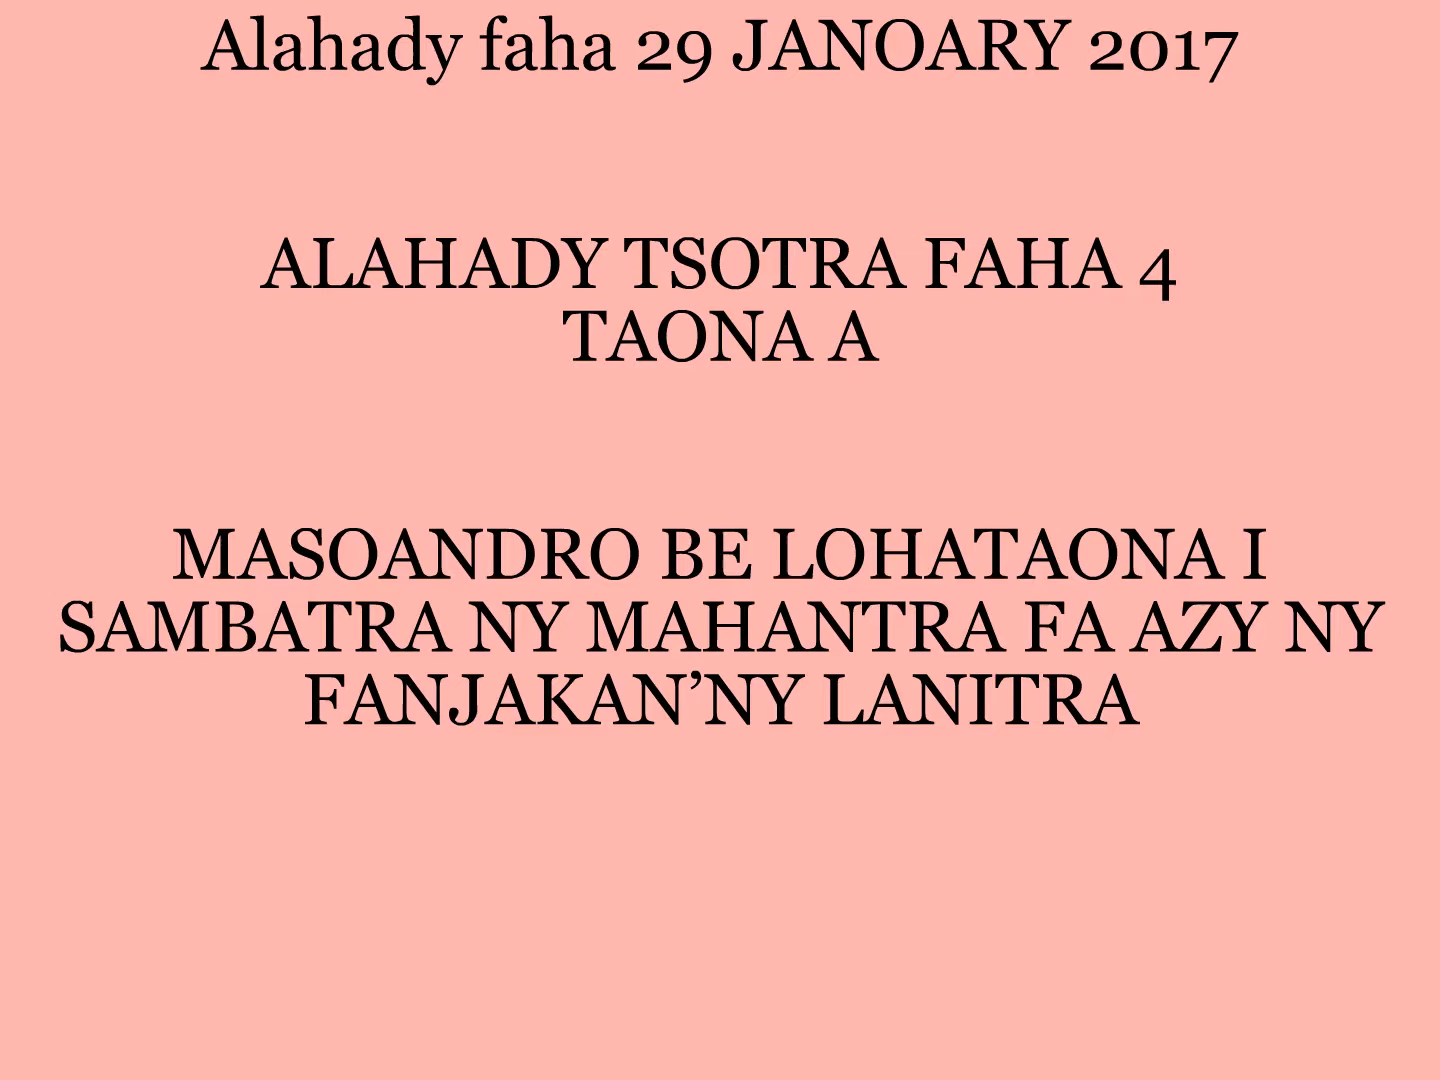 Alahady faha 29 JANOARY 2017
ALAHADY TSOTRA FAHA 4
TAONA A
MASOANDRO BE LOHATAONA I
SAMBATRA NY MAHANTRA FA AZY NY
FANJAKAN’NY LANITRA